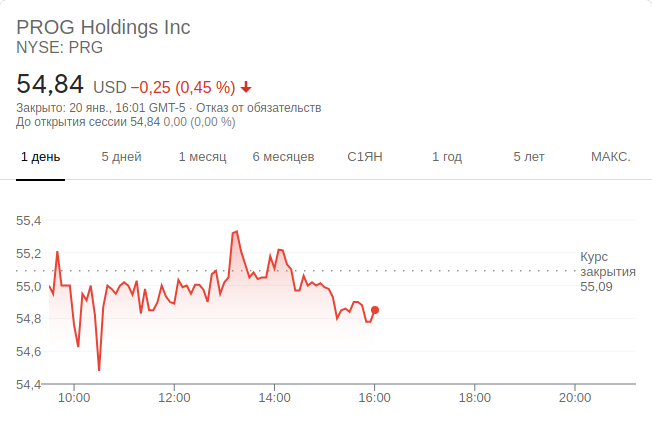 PROG Holdings Inc
NYSE: PRG
54,84 USD −0,25 (0,45 %)
Закрыто: 20 янв., 16:01 GMT-5 · Отказ от обязательств
До открытия сессии 54,84 0,00 (0,00 %)
1 день 5 дней 1 месяц 6 месяцев С1ЯН 1 год 5 лет МАКС.
55,4
55,2
55,0
54,8
54,6
54,4
Курс
закрытия
55,09
10:00 12:00 14:00 16:00 18:00 20:00